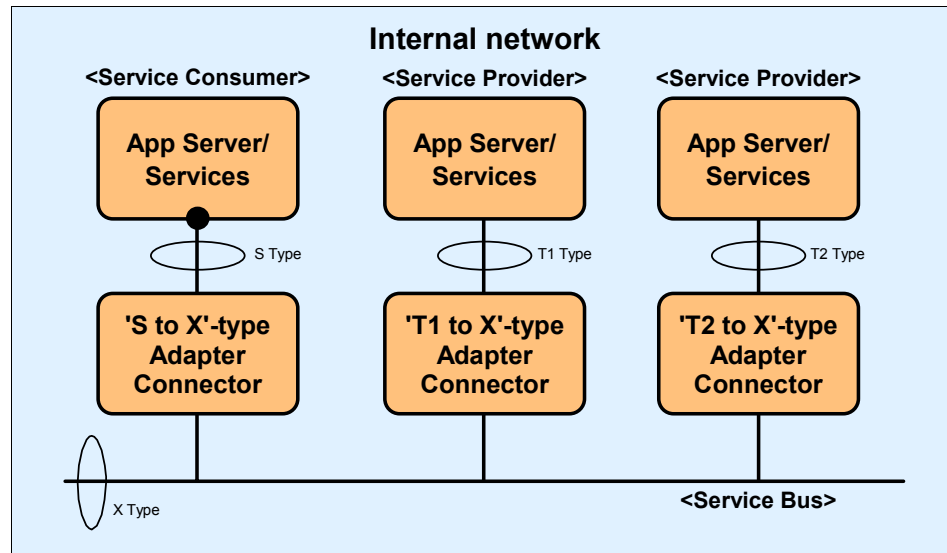 Internal network
<Service Consumer>
<Service Provider>
<Service Provider>
App Server/
Services
App Server/
Services
App Server/
Services
S Type
T1 Type
T2 Type
'S to X'-type
Adapter
Connector
'T1 to X'-type
Adapter
Connector
'T2 to X'-type
Adapter
Connector
X Type
<Service Bus>